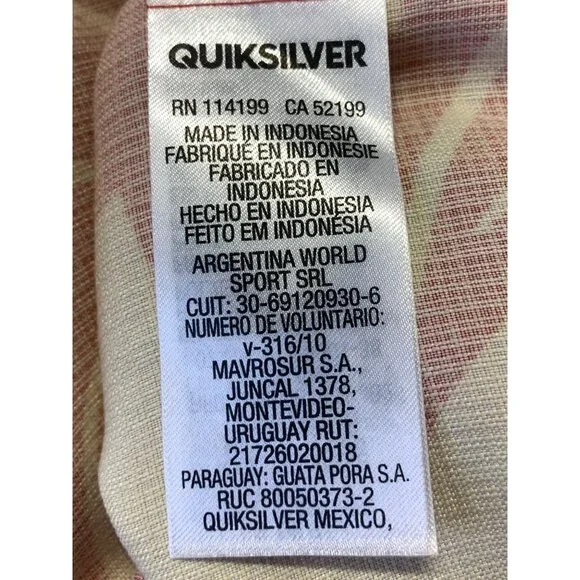 QUIKSILVER
RN 114199 CA 52199
MADE IN INDONESIA
FABRIQUÉ EN INDONÉSIE
FABRICADO EN
INDONESIA
HECHO EN INDONESIA
FEITO EM INDONÉSIA
ARGENTINA WORLD
SPORT SRL
CUIT: 30-69120930-6
NUMERO DE VOLUNTARIO:
v-316/10
MAVROSUR S.A.,
JUNCAL 1378,
MONTEVIDEO-
URUGUAY RUT:
21726020018
PARAGUAY: GUATA PORA S.A.
RUC 80050373-2
QUIKSILVER MEXICO,